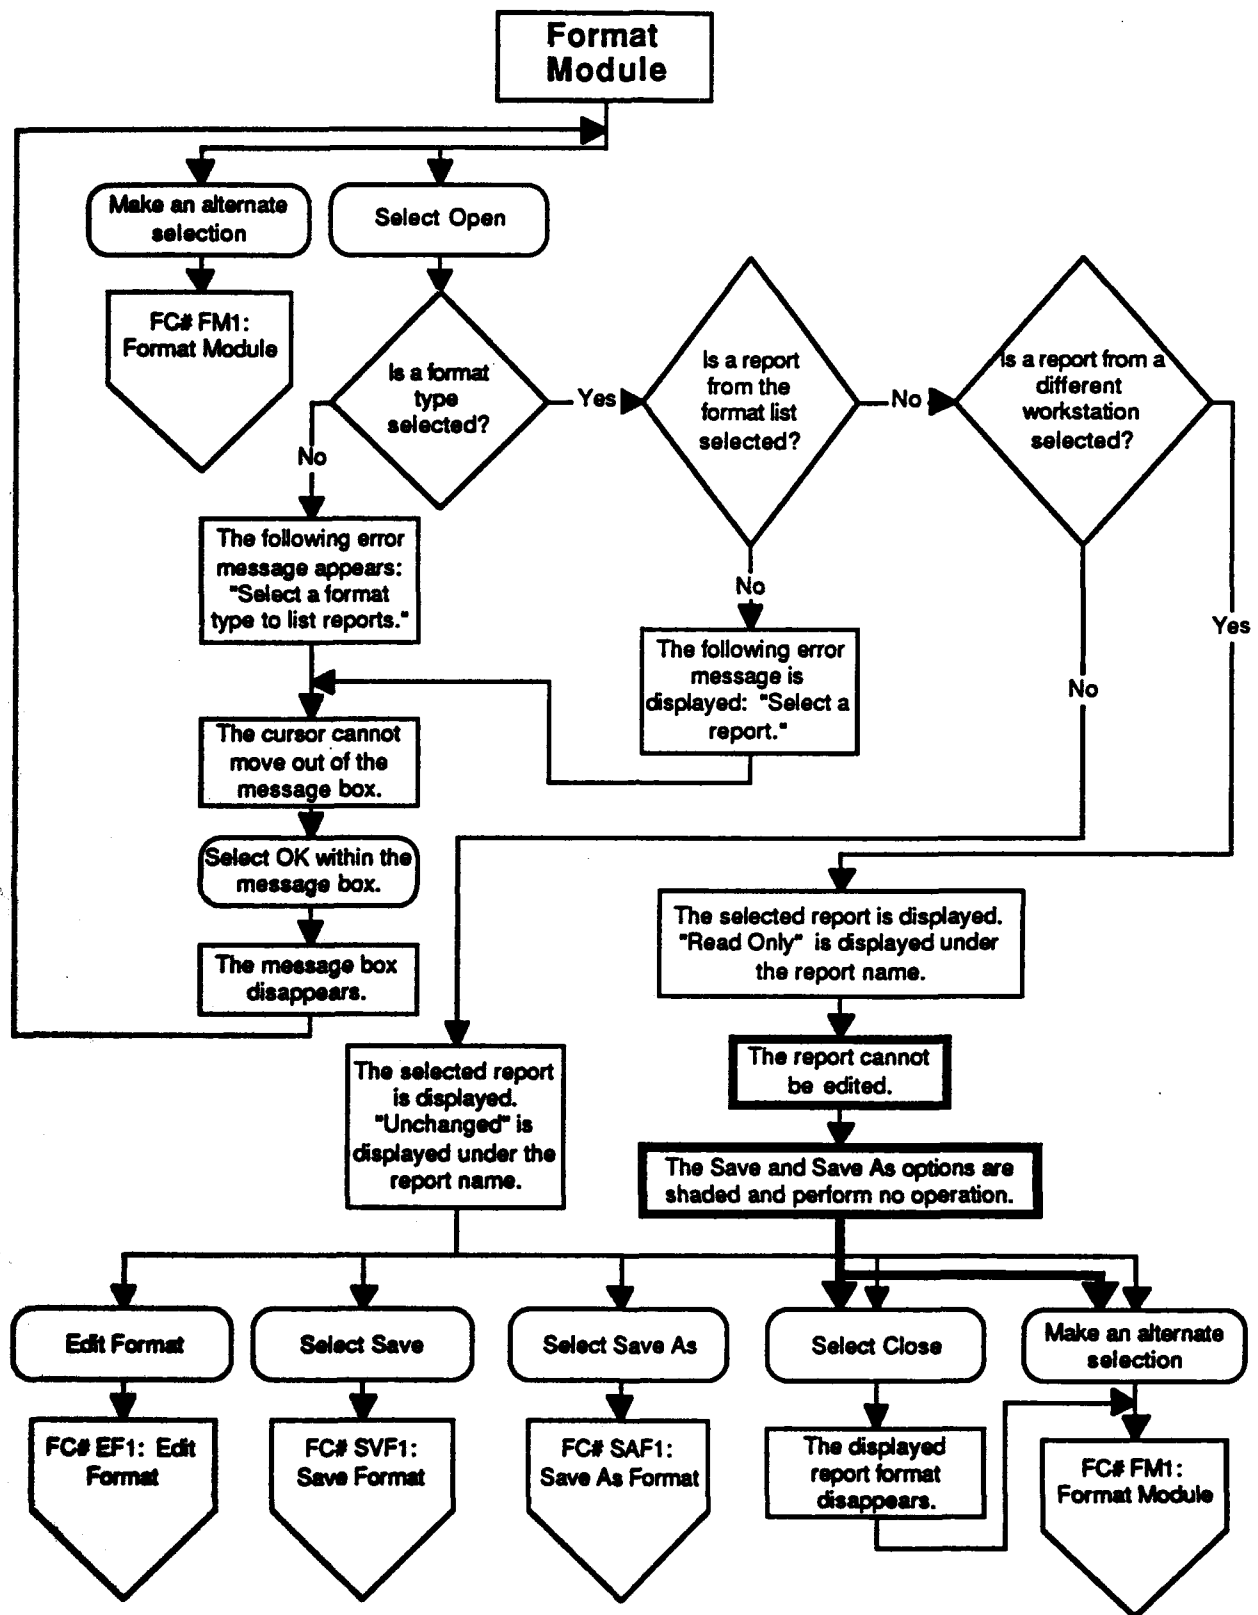 Format
Module
Make an alternate
selection
Select Open
FC# FM1:
Format Module
Is a format
type
selected?
Yes
Is a report
from the
format list
selected?
No
Is a report from a
different
workstation
selected?
No
The following error
message appears:
"Select a format
type to list reports."
No
Yes
The following error
message is
displayed: "Select a
report."
No
The cursor cannot
move out of the
message box.
Select OK within the
message box.
The message box
disappears.
The selected report is displayed.
"Read Only" is displayed under
the report name.
The report cannot
be edited.
The selected report
is displayed.
"Unchanged" is
displayed under the
report name.
The Save and Save As options are
shaded and perform no operation.
Edit Format
Select Save
Select Save As
Select Close
Make an alternate
selection
FC# EF1: Edit
Format
FC# SVF1:
Save Format
FC# SAF1:
Save As Format
The displayed
report format
disappears.
FC# FM1:
Format Module